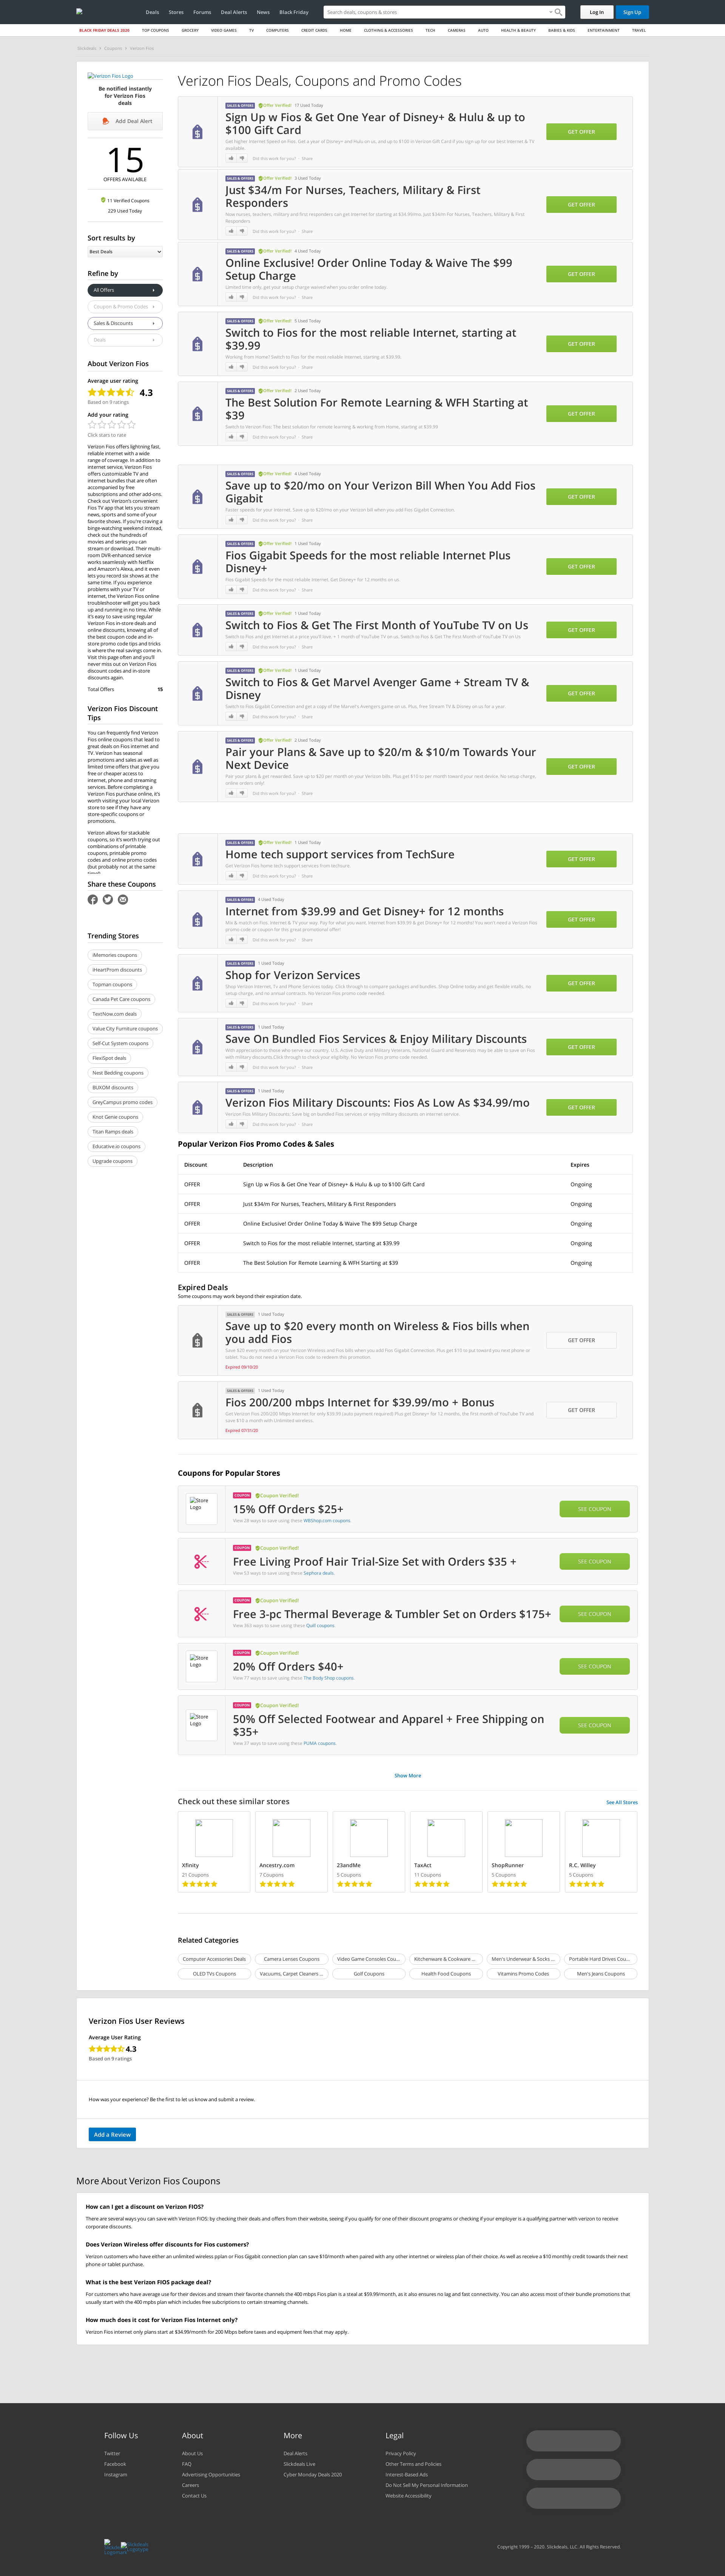 Deals Stores Forums Deal Alerts News Black Friday
Search deals, coupons & stores
Log In Sign Up
BLACK FRIDAY DEALS 2020 TOP COUPONS GROCERY VIDEO GAMES TV COMPUTERS CREDIT CARDS HOME CLOTHING & ACCESSORIES TECH CAMERAS AUTO HEALTH & BEAUTY BABIES & KIDS ENTERTAINMENT TRAVEL
Slickdeals > Coupons > Verizon Fios
Verizon Fios Logo
Be notified instantly
for Verizon Fios
deals
Add Deal Alert
15
OFFERS AVAILABLE
11 Verified Coupons
229 Used Today
Sort results by
Best Deals
Refine by
All Offers
Coupon & Promo Codes
Sales & Discounts
Deals
About Verizon Fios
Average user rating
4.3
Based on 9 ratings
Add your rating
Click stars to rate
Verizon Fios offers lightning fast,
reliable internet with a wide
range of coverage. In addition to
internet service, Verizon Fios
offers customizable TV and
internet bundles that are often
accompanied by free
subscriptions and other add-ons.
Check out Verizon's convenient
Fios TV app that lets you stream
news, sports and some of your
favorite shows. If you're craving a
binge-watching weekend instead,
check out the hundreds of
movies and series you can
stream or download. Their multi-
room DVR-enhanced service
works seamlessly with Netflix
and Amazon's Alexa, and it even
lets you record six shows at the
same time. If you experience
problems with your TV or
internet, the Verizon Fios online
troubleshooter will get you back
up and running in no time. While
it's easy to save using regular
Verizon Fios in-store deals and
online discounts, knowing all of
the best coupon code and in-
store promo code tips and tricks
is where the real savings come in.
Visit this page often and you'll
never miss out on Verizon Fios
discount codes and in-store
discounts again.
Total Offers 15
Verizon Fios Discount
Tips
You can frequently find Verizon
Fios online coupons that lead to
great deals on Fios internet and
TV. Verizon has seasonal
promotions and sales as well as
limited time offers that give you
free or cheaper access to
internet, phone and streaming
services. Before completing a
Verizon Fios purchase online, it's
worth visiting your local Verizon
store to see if they have any
store-specific coupons or
promotions.
Verizon allows for stackable
coupons, so it's worth trying out
combinations of printable
coupons, printable promo
codes and online promo codes
(but probably not at the same
Share these Coupons
Trending Stores
iMemories coupons
iHeartProm discounts
Topman coupons
Canada Pet Care coupons
TextNow.com deals
Value City Furniture coupons
Self-Cut System coupons
FlexiSpot deals
Nest Bedding coupons
BUXOM discounts
GreyCampus promo codes
Knot Genie coupons
Titan Ramps deals
Educative.io coupons
Upgrade coupons
Verizon Fios Deals, Coupons and Promo Codes
SALES & OFFERS Offer Verified! 17 Used Today
Sign Up w Fios & Get One Year of Disney+ & Hulu & up to
$100 Gift Card
Get Higher Internet Speed on Fios, Get a year of Disney+ and Hulu on us, and up to $100 in Verizon Gift Card if you sign up for our best Internet & TV
available.
Did this work for you? Share
GET OFFER
SALES & OFFERS Offer Verified! 3 Used Today
Just $34/m For Nurses, Teachers, Military & First
Responders
Now nurses, teachers, military and first responders can get Internet for starting at $34.99/mo. Just $34/m For Nurses, Teachers, Military & First
Responders
Did this work for you? Share
GET OFFER
SALES & OFFERS Offer Verified! 4 Used Today
Online Exclusive! Order Online Today & Waive The $99
Setup Charge
Limited time only, get your setup charge waived when you order online today.
Did this work for you? Share
GET OFFER
SALES & OFFERS Offer Verified! 5 Used Today
Switch to Fios for the most reliable Internet, starting at
$39.99
Working from Home? Switch to Fios for the most reliable Internet, starting at $39.99.
Did this work for you? Share
GET OFFER
SALES & OFFERS Offer Verified! 2 Used Today
The Best Solution For Remote Learning & WFH Starting at
$39
Switch to Verizon Fios: The best solution for remote learning & working from Home, starting at $39.99
Did this work for you? Share
GET OFFER
SALES & OFFERS Offer Verified! 4 Used Today
Save up to $20/mo on Your Verizon Bill When You Add Fios
Gigabit
Faster speeds for your internet. Save up to $20/mo on your Verizon bill when you add Fios Gigabit Connection.
Did this work for you? Share
GET OFFER
SALES & OFFERS Offer Verified! 1 Used Today
Fios Gigabit Speeds for the most reliable Internet Plus
Disney+
Fios Gigabit Speeds for the most reliable Internet. Get Disney+ for 12 months on us.
Did this work for you? Share
GET OFFER
SALES & OFFERS Offer Verified! 1 Used Today
Switch to Fios & Get The First Month of YouTube TV on Us
Switch to Fios and get Internet at a price you'll love. + 1 month of YouTube TV on us. Switch to Fios & Get The First Month of YouTube TV on Us
Did this work for you? Share
GET OFFER
SALES & OFFERS Offer Verified! 1 Used Today
Switch to Fios & Get Marvel Avenger Game + Stream TV &
Disney
Switch to Fios Gigabit Connection and get a copy of the Marvel's Avengers game on us. Plus, Free Stream TV & Disney on us for a year.
Did this work for you? Share
GET OFFER
SALES & OFFERS Offer Verified! 2 Used Today
Pair your Plans & Save up to $20/m & $10/m Towards Your
Next Device
Pair your plans & get rewarded. Save up to $20 per month on your Verizon bills. Plus get $10 to per month toward your next device. No setup charge,
online orders only!
Did this work for you? Share
GET OFFER
SALES & OFFERS Offer Verified! 1 Used Today
Home tech support services from TechSure
Get Verizon Fios home tech support services from techsure.
Did this work for you? Share
GET OFFER
SALES & OFFERS 4 Used Today
Internet from $39.99 and Get Disney+ for 12 months
Mix & match on Fios. Internet & TV your way. Pay for what you want. Internet from $39.99 & get Disney+ for 12 months! You won't need a Verizon Fios
promo code or coupon for this great promotional offer!
Did this work for you? Share
GET OFFER
SALES & OFFERS 1 Used Today
Shop for Verizon Services
Shop Verizon Internet, Tv and Phone Services today. Click through to compare packages and bundles. Shop Online today and get flexible installs, no
setup charge, and no annual contracts. No Verizon Fios promo code needed.
Did this work for you? Share
GET OFFER
SALES & OFFERS 1 Used Today
Save On Bundled Fios Services & Enjoy Military Discounts
With appreciation to those who serve our country. U.S. Active Duty and Military Veterans, National Guard and Reservists may be able to save on Fios
with military discounts.Click through to check your eligibility. No Verizon Fios promo code needed.
Did this work for you? Share
GET OFFER
SALES & OFFERS 1 Used Today
Verizon Fios Military Discounts: Fios As Low As $34.99/mo
Verizon Fios Military Discounts. Save big on bundled Fios services or enjoy military discounts on internet service.
Did this work for you? Share
GET OFFER
Popular Verizon Fios Promo Codes & Sales
Discount Description Expires
OFFER Sign Up w Fios & Get One Year of Disney+ & Hulu & up to $100 Gift Card Ongoing
OFFER Just $34/m For Nurses, Teachers, Military & First Responders Ongoing
OFFER Online Exclusive! Order Online Today & Waive The $99 Setup Charge Ongoing
OFFER Switch to Fios for the most reliable Internet, starting at $39.99 Ongoing
OFFER The Best Solution For Remote Learning & WFH Starting at $39 Ongoing
Expired Deals
Some coupons may work beyond their expiration date.
SALES & OFFERS 1 Used Today
Save up to $20 every month on Wireless & Fios bills when
you add Fios
Save $20 every month on your Verizon Wireless and Fios bills when you add Fios Gigabit Connection. Plus get $10 to put toward you next phone or
tablet. You do not need a Verizon Fios code to redeem this promotion
Expired 09/15/20
GET OFFER
SALES & OFFERS 1 Used Today
Fios 200/200 mbps Internet for $39.99/mo + Bonus
Get Verizon Fios 200/200 Mbps Internet for only $39.99 (auto payment required) Plus get Disney+ for 12 months, the first month of YouTube TV and
save $10 a month with Unlimited wireless.
Expired 07/31/20
GET OFFER
Coupons for Popular Stores
Store Logo
COUPON Coupon Verified!
15% Off Orders $25+
View 28 ways to save using these WBShop.com coupons.
SEE COUPON
COUPON Coupon Verified!
Free Living Proof Hair Trial-Size Set with Orders $35 +
View 53 ways to save using these Sephora deals.
SEE COUPON
COUPON Coupon Verified!
Free 3-pc Thermal Beverage & Tumbler Set on Orders $175+
View 363 ways to save using these Quill coupons.
SEE COUPON
Store Logo
COUPON Coupon Verified!
20% Off Orders $40+
View 77 ways to save using these The Body Shop coupons.
SEE COUPON
Store Logo
COUPON Coupon Verified!
50% Off Selected Footwear and Apparel + Free Shipping on
$35+
View 37 ways to save using these PUMA coupons.
SEE COUPON
Show More
Check out these similar stores See All Stores
Xfinity Ancestry.com 23andMe TaxAct ShopRunner R.C. Willey
21 Coupons 7 Coupons 5 Coupons 11 Coupons 5 Coupons 5 Coupons
Related Categories
Computer Accessories Deals Camera Lenses Coupons Video Game Consoles Cou... Kitchenware & Cookware ... Men's Underwear & Socks ... Portable Hard Drives Cou...
OLED TVs Coupons Vacuums, Carpet Cleaners ... Golf Coupons Health Food Coupons Vitamins Promo Codes Men's Jeans Coupons
Verizon Fios User Reviews
Average User Rating
4.3
Based on 9 ratings
How was your experience? Be the first to let us know and submit a review.
Add a Review
More About Verizon Fios Coupons
How can I get a discount on Verizon FIOS?
There are several ways you can save with Verizon FIOS: by checking their deals and offers from their website, seeing if you qualify for one of their discount programs or checking if your employer is a qualifying partner with verizon to receive
corporate discounts.
Does Verizon Wireless offer discounts for Fios customers?
Verizon customers who have either an unlimited wireless pplan or Fios Gigabit connection plan can save $10/month when paired with any other intertnet or wireless plan of their choice. As well as receive a $10 monthly credit towards their next
phone or tablet purchase.
What is the best Verizon FIOS package deal?
For customers who have average use for their devices and stream their favorite channels the 400 mbps Fios plan is a steal at $59.99/month, as it also ensures no lag and fast connectivity. You can also access most of their bundle promotions that
usually start with the 400 mpbs plan which includes free subcriptions to certain streaming channels.
How much does it cost for Verizon Fios Internet only?
Verizon Fios internet only plans start at $34.99/month for 200 Mbps before taxes and equipment fees that may apply.
Follow Us
Twitter
Facebook
Instagram
About
About Us
FAQ
Advertising Opportunities
Careers
Contact Us
More
Deal Alerts
Slickdeals Live
Cyber Monday Deals 2020
Legal
Privacy Policy
Other Terms and Policies
Interest-Based Ads
Do Not Sell My Personal Information
Website Accessibility
Copyright 1999 – 2020. Slickdeals, LLC. All Rights Reserved.